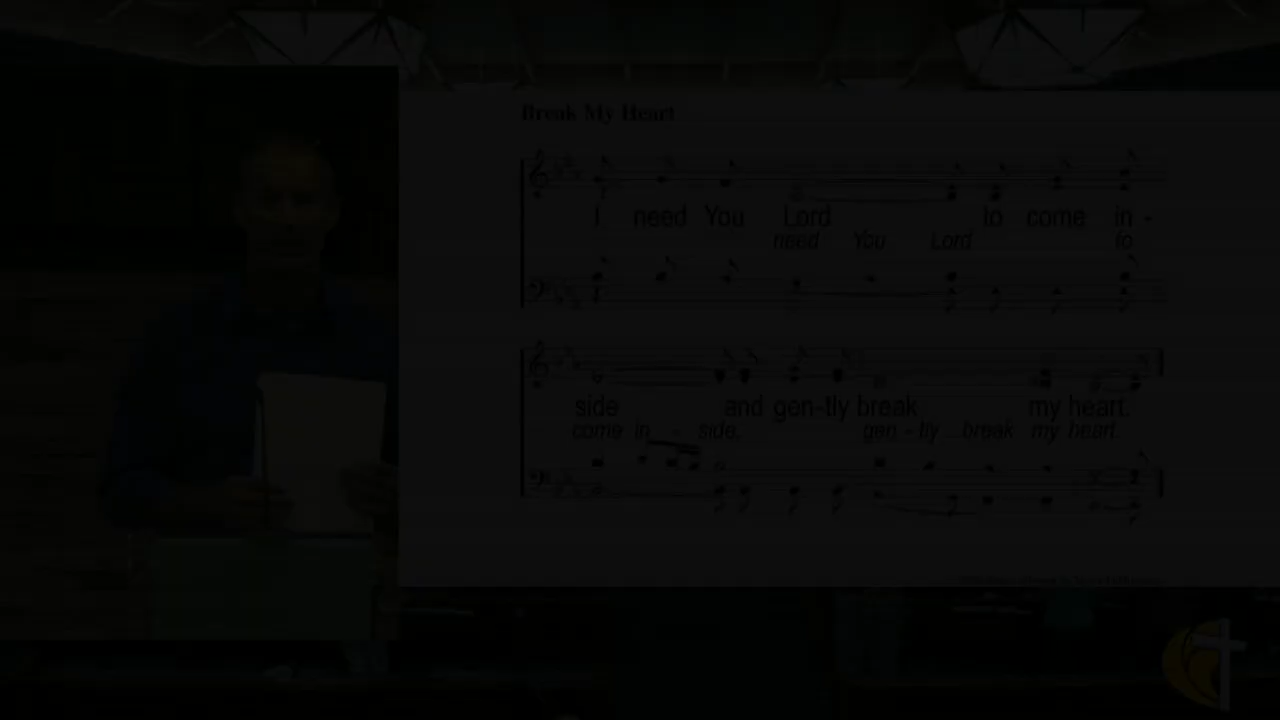 Break My Heart
I need You Lord to come in -
need You Lord to
side and gen-tly break my heart.
come in - side, gen - tly break my heart.